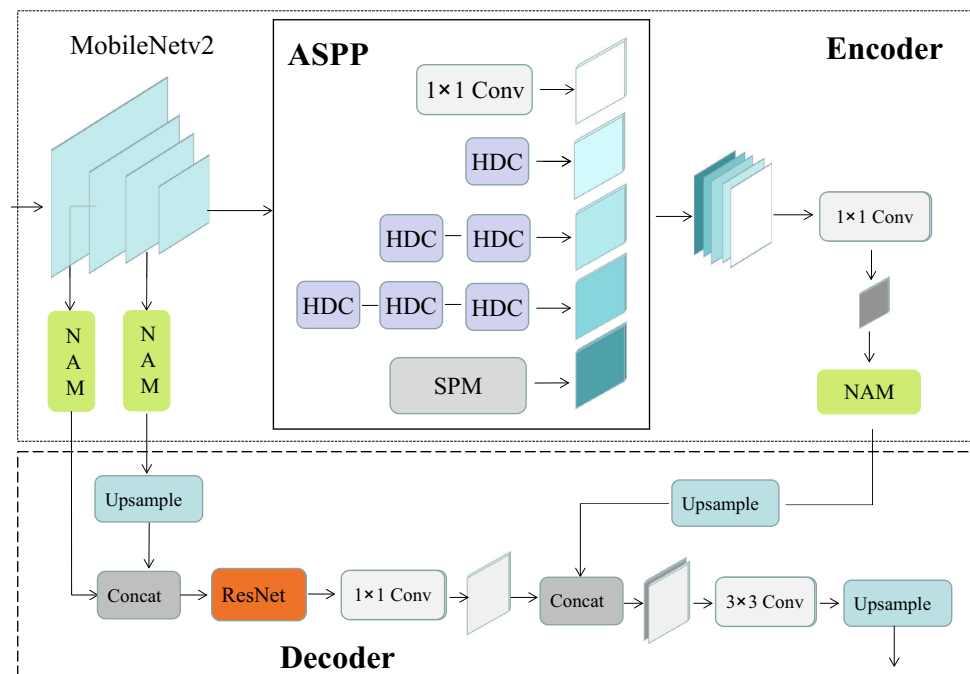 MobileNetv2
ASPP
Encoder
1×1 Conv
HDC
HDC
HDC
HDC
HDC
HDC
SPM
1×1 Conv
N
A
M
N
A
M
NAM
Upsample
Upsample
Concat
ResNet
1×1 Conv
Concat
3×3 Conv
Upsample
Decoder